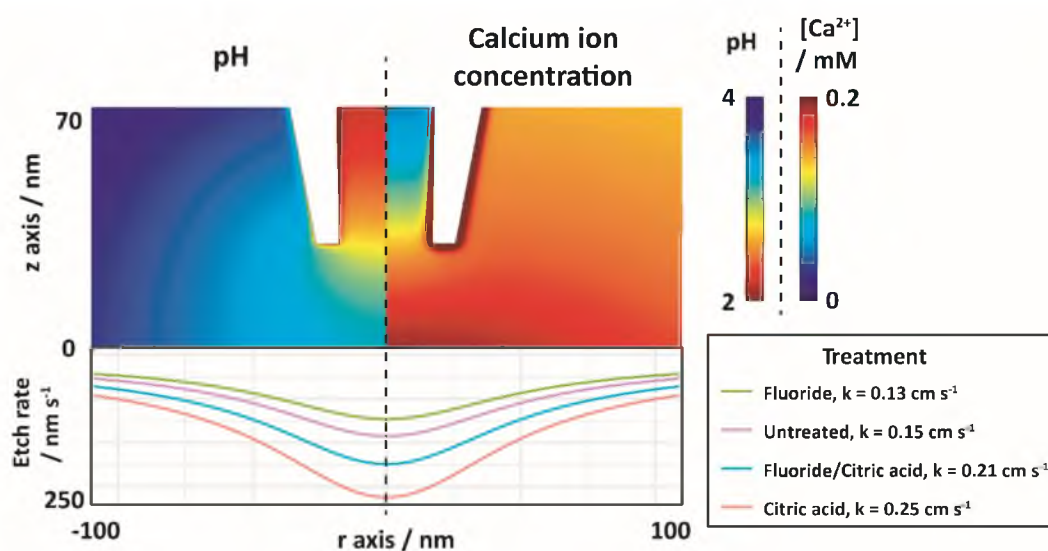 pH
Calcium ion
concentration
pH
[Ca²⁺]
/ mM
4
0.2
2
0
70
z axis / nm
0
Etch rate
/ nm s⁻¹
250
-100
r axis / nm
100
Treatment
Fluoride, k = 0.13 cm s⁻¹
Untreated, k = 0.15 cm s⁻¹
Fluoride/Citric acid, k = 0.21 cm s⁻¹
Citric acid, k = 0.25 cm s⁻¹